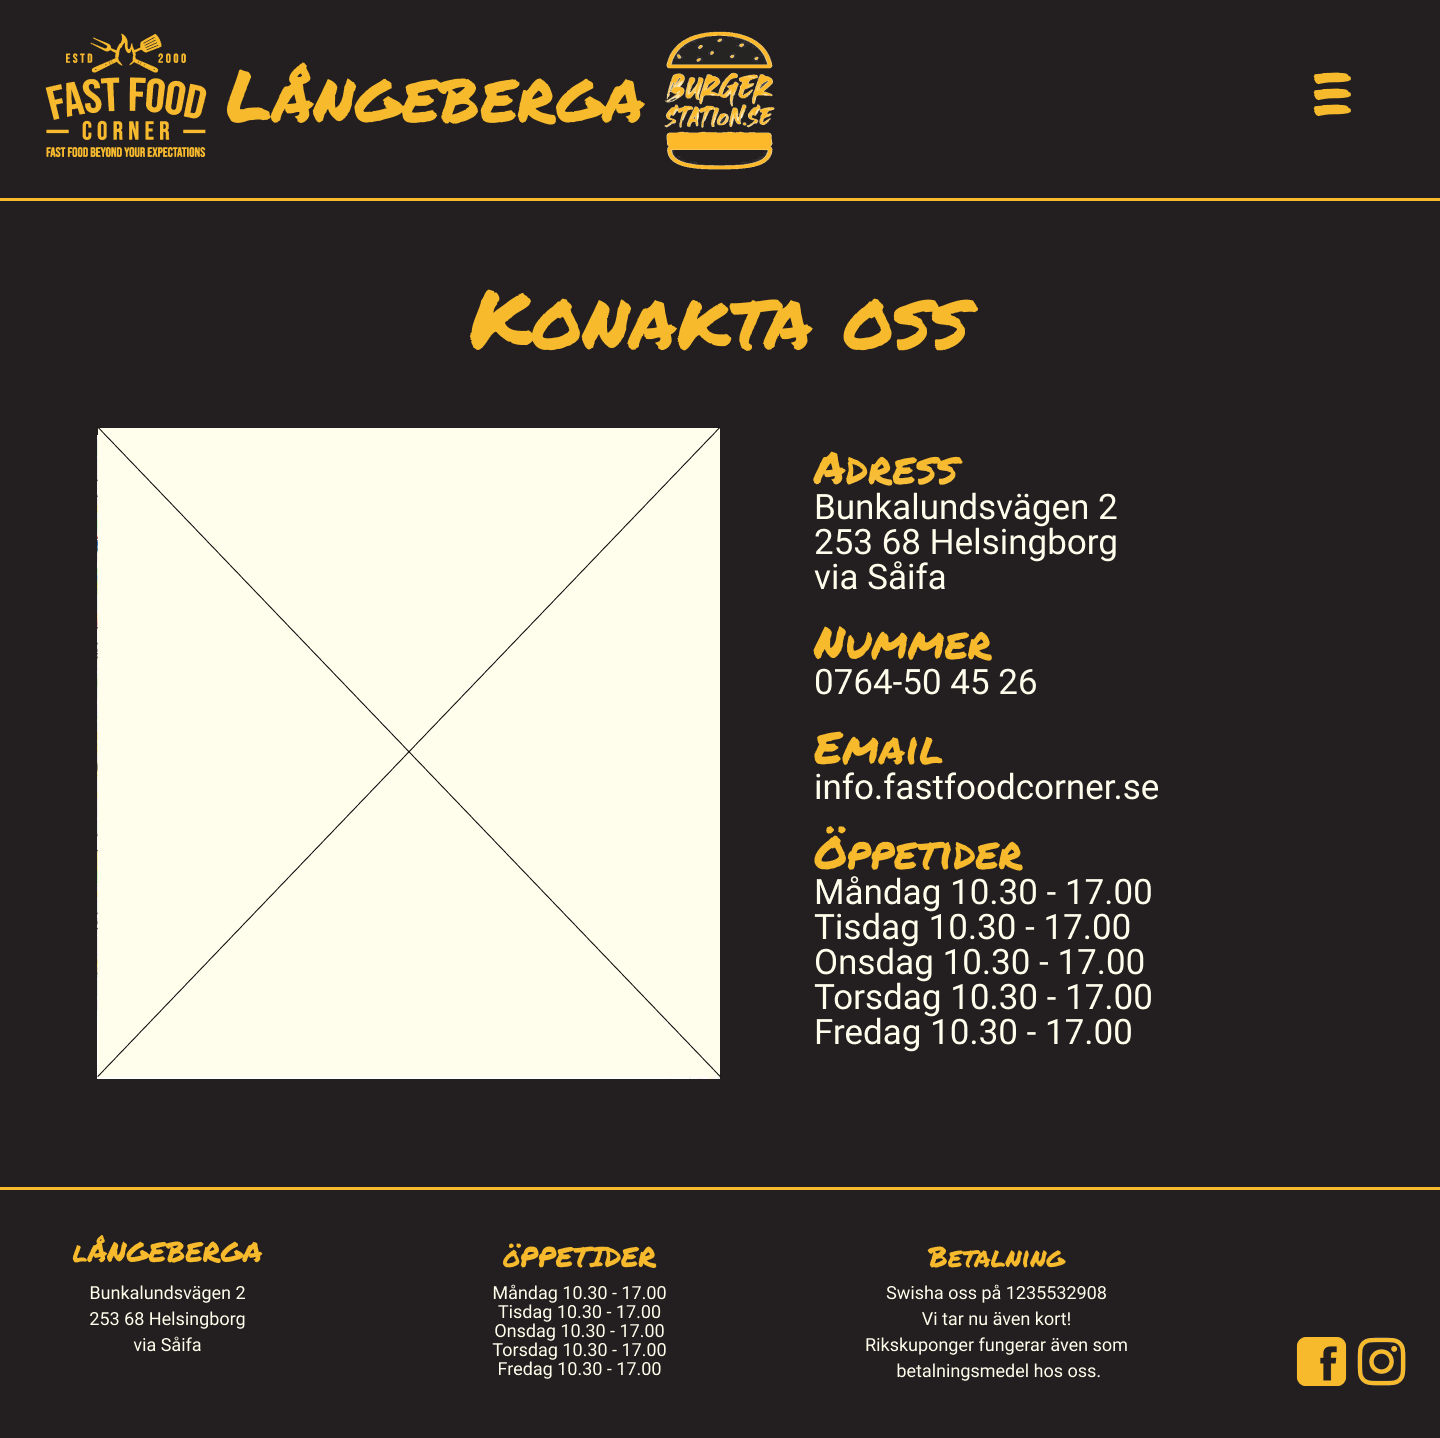 ESTD 2000
FAST FOOD
CORNER
FAST FOOD BEYOND YOUR EXPECTATIONS
LÅNGEBERGA
BURGER
STATION.SE
KONAKTA OSS
ADRESS
Bunkalundsvägen 2
253 68 Helsingborg
via Såifa
NUMMER
0764-50 45 26
EMAIL
info.fastfoodcorner.se
ÖPPETIDER
Måndag 10.30 - 17.00
Tisdag 10.30 - 17.00
Onsdag 10.30 - 17.00
Torsdag 10.30 - 17.00
Fredag 10.30 - 17.00
LÅNGEBERGA
Bunkalundsvägen 2
253 68 Helsingborg
via Såifa
ÖPPETIDER
Måndag 10.30 - 17.00
Tisdag 10.30 - 17.00
Onsdag 10.30 - 17.00
Torsdag 10.30 - 17.00
Fredag 10.30 - 17.00
BETALNING
Swisha oss på 1235532908
Vi tar nu även kort!
Rikskuponger fungerar även som
betalningsmedel hos oss.